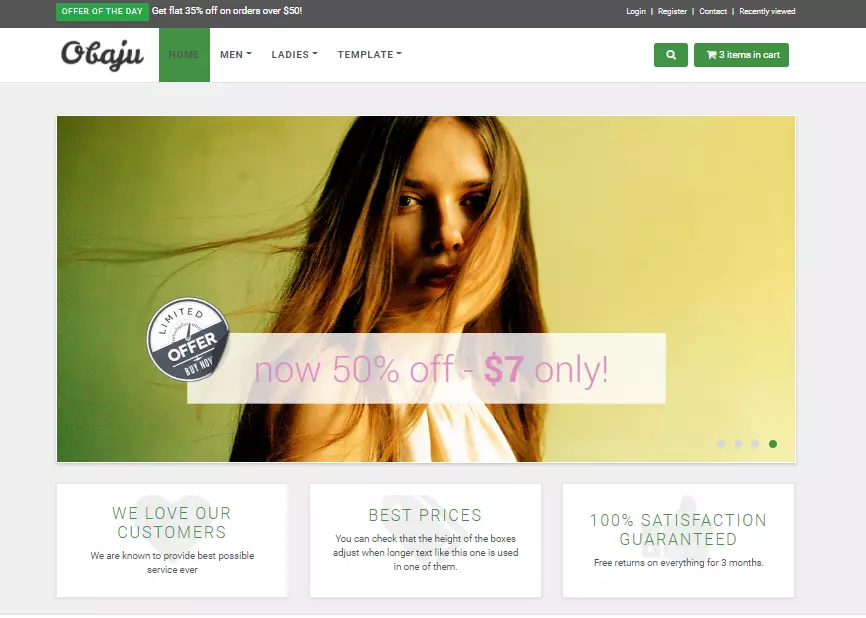 OFFER OF THE DAY Get flat 35% off on orders over $50!
Login | Register | Contact | Recently viewed
Obaju
HOME MEN LADIES TEMPLATE
3 items in cart
LIMITED
OFFER
BUY NOW
now 50% off - $7 only!
WE LOVE OUR
CUSTOMERS
We are known to provide best possible
service ever
BEST PRICES
You can check that the height of the boxes
adjust when longer text like this one is used
in one of them.
100% SATISFACTION
GUARANTEED
Free returns on everything for 3 months.